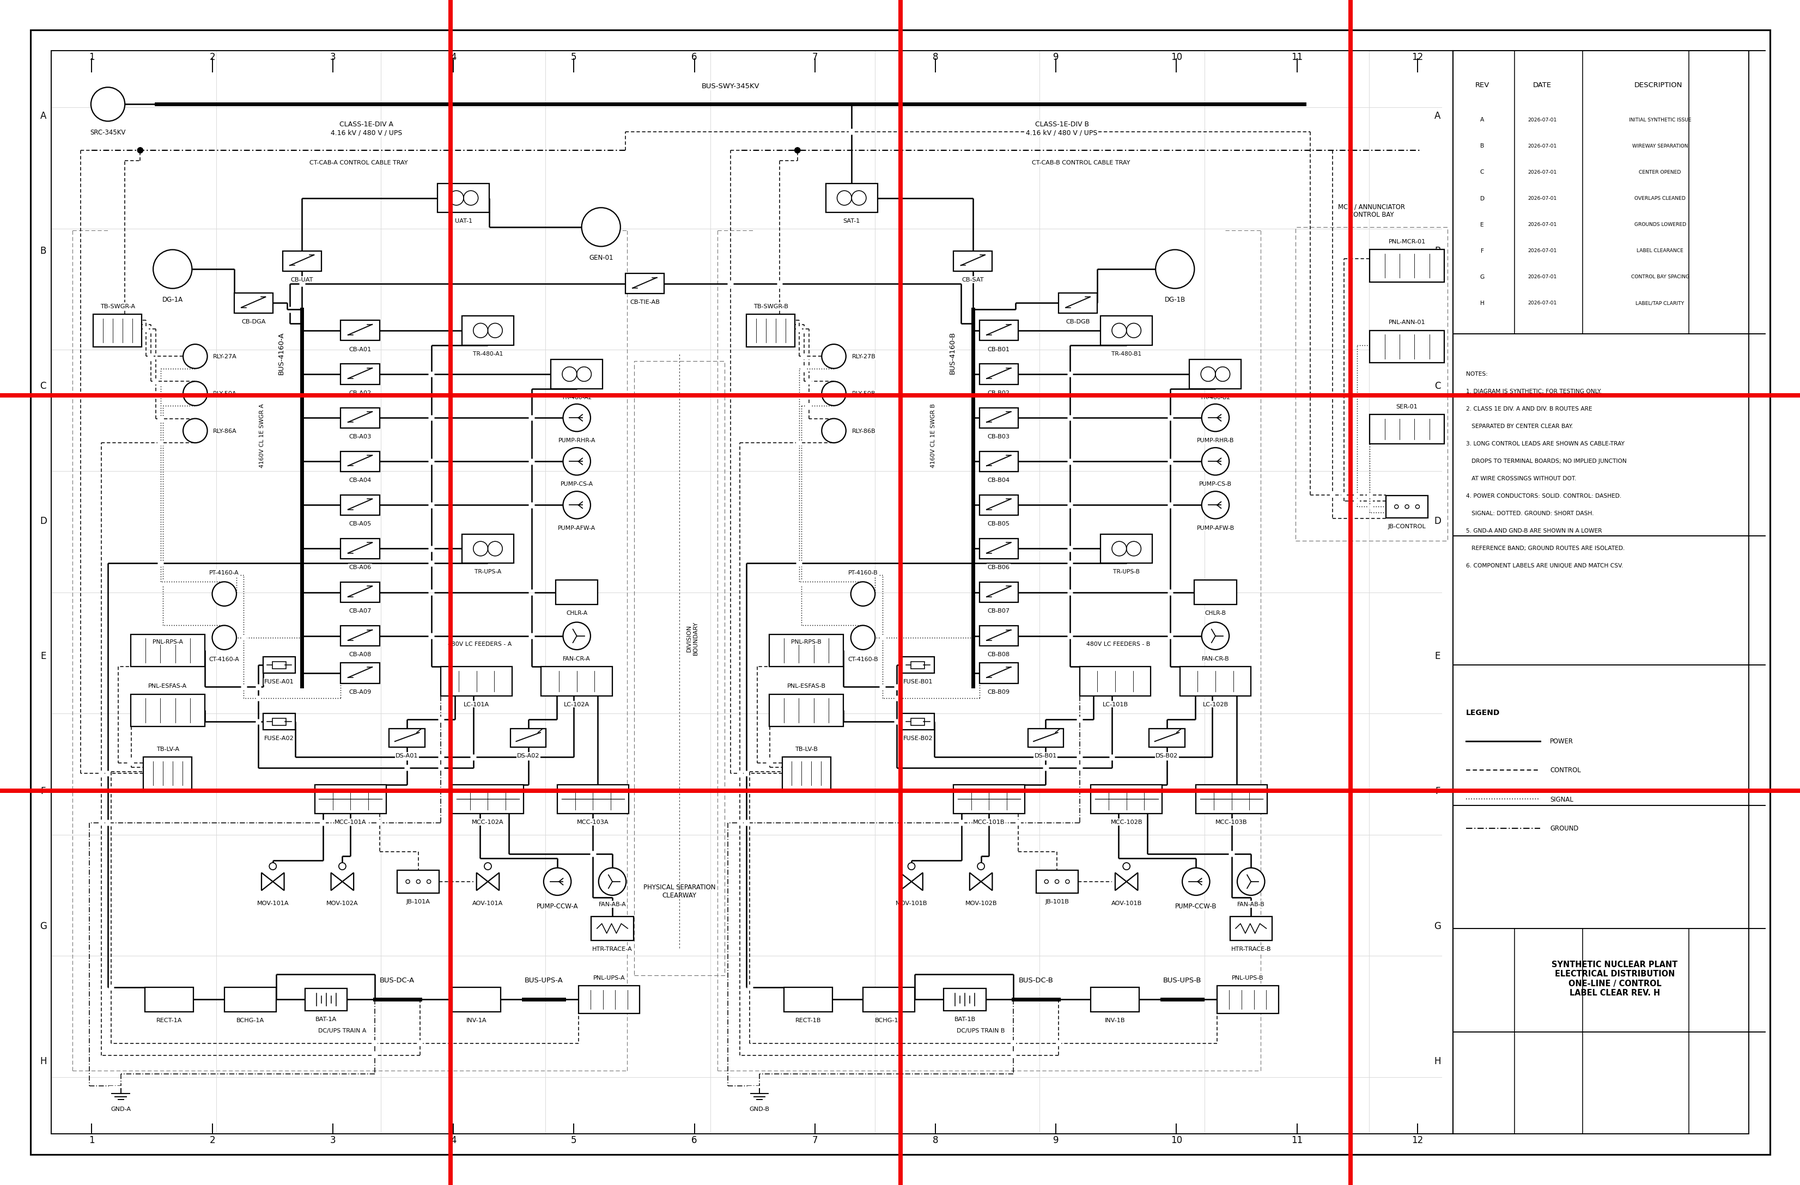 1 2 3 4 5 6 7 8 9 10 11 12
BUS-SWY-345KV
A
SRC-345KV
CLASS-1E-DIV A
4.16 kV / 480 V / UPS
CLASS-1E-DIV B
4.16 kV / 480 V / UPS
A
CT-CAB-A CONTROL CABLE TRAY
CT-CAB-B CONTROL CABLE TRAY
UAT-1
SAT-1
ANNUNCIATOR
CONTROL BAY
B
GEN-01
PNL-MCR-01
CB-UAT
CB-SAT
DG-1A
DG-1B
CB-TIE-AB
TB-SWGR-A
CB-DGA
TB-SWGR-B
CB-DGB
PNL-ANN-01
BUS-4160-A
CB-A01
TR-480-A1
BUS-4160-B
CB-B01
TR-480-B1
RLY-27A
RLY-27B
C
C
SER-01
4160V CL 1E SWGR A
4160V CL 1E SWGR B
RLY-86A
RLY-86B
CB-A03
PUMP-RHR-A
CB-B03
PUMP-RHR-B
CB-A04
PUMP-CS-A
CB-B04
PUMP-CS-B
D
D
CB-A05
PUMP-AFW-A
CB-B05
PUMP-AFW-B
JB-CONTROL
CB-A06
TR-UPS-A
CB-B06
TR-UPS-B
PT-4160-A
PT-4160-B
CB-A07
CHLR-A
CB-B07
CHLR-B
DIVISION
BOUNDARY
PNL-RPS-A
480V LC FEEDERS - A
PNL-RPS-B
480V LC FEEDERS - B
E
E
CT-4160-A
CB-A08
FAN-CR-A
CT-4160-B
CB-B08
FAN-CR-B
FUSE-A01
FUSE-B01
PNL-ESFAS-A
CB-A09
PNL-ESFAS-B
CB-B09
LC-101A
LC-102A
LC-101B
LC-102B
FUSE-A02
FUSE-B02
TB-LV-A
DS-A01
DS-A02
TB-LV-B
DS-B01
DS-B02
MCC-101A
MCC-102A
MCC-103A
MCC-101B
MCC-102B
MCC-103B
PHYSICAL SEPARATION
CLEARWAY
MOV-101A
MOV-102A
JB-101A
AOV-101A
PUMP-CCW-A
FAN-AB-A
MOV-101B
MOV-102B
JB-101B
AOV-101B
PUMP-CCW-B
FAN-AB-B
G
G
HTR-TRACE-A
HTR-TRACE-B
BUS-DC-A
BUS-UPS-A
PNL-UPS-A
BUS-DC-B
BUS-UPS-B
PNL-UPS-B
RECT-1A
BCHG-1A
BAT-1A
INV-1A
RECT-1B
BCHG-1B
BAT-1B
INV-1B
DC/UPS TRAIN A
DC/UPS TRAIN B
H
H
GND-A
GND-B
1 2 3 4 5 6 7 8 9 10 11 12
REV DATE DESCRIPTION
A 2026-07-01 INITIAL SYNTHETIC ISSUE
B 2026-07-01 WIREWAY SEPARATION
C 2026-07-01 CENTER OPENED
D 2026-07-01 OVERLAPS CLEANED
E 2026-07-01 GROUNDS LOWERED
F 2026-07-01 LABEL CLEARANCE
G 2026-07-01 CONTROL BAY SPACING
H 2026-07-01 LABEL/TAP CLARITY
NOTES:
1. DIAGRAM IS SYNTHETIC; FOR TESTING ONLY.
2. CLASS 1E DIV. A AND DIV. B ROUTES ARE
SEPARATED BY CENTER CLEAR BAY.
3. LONG CONTROL LEADS ARE SHOWN AS CABLE-TRAY
DROPS TO TERMINAL BOARDS; NO IMPLIED JUNCTION
AT WIRE CROSSINGS WITHOUT DOT.
4. POWER CONDUCTORS: SOLID. CONTROL: DASHED.
SIGNAL: DOTTED. GROUND: SHORT DASH.
5. GND-A AND GND-B ARE SHOWN IN A LOWER
REFERENCE BAND; GROUND ROUTES ARE ISOLATED.
6. COMPONENT LABELS ARE UNIQUE AND MATCH CSV.
LEGEND
POWER
CONTROL
SIGNAL
GROUND
SYNTHETIC NUCLEAR PLANT
ELECTRICAL DISTRIBUTION
ONE-LINE / CONTROL
LABEL CLEAR REV. H